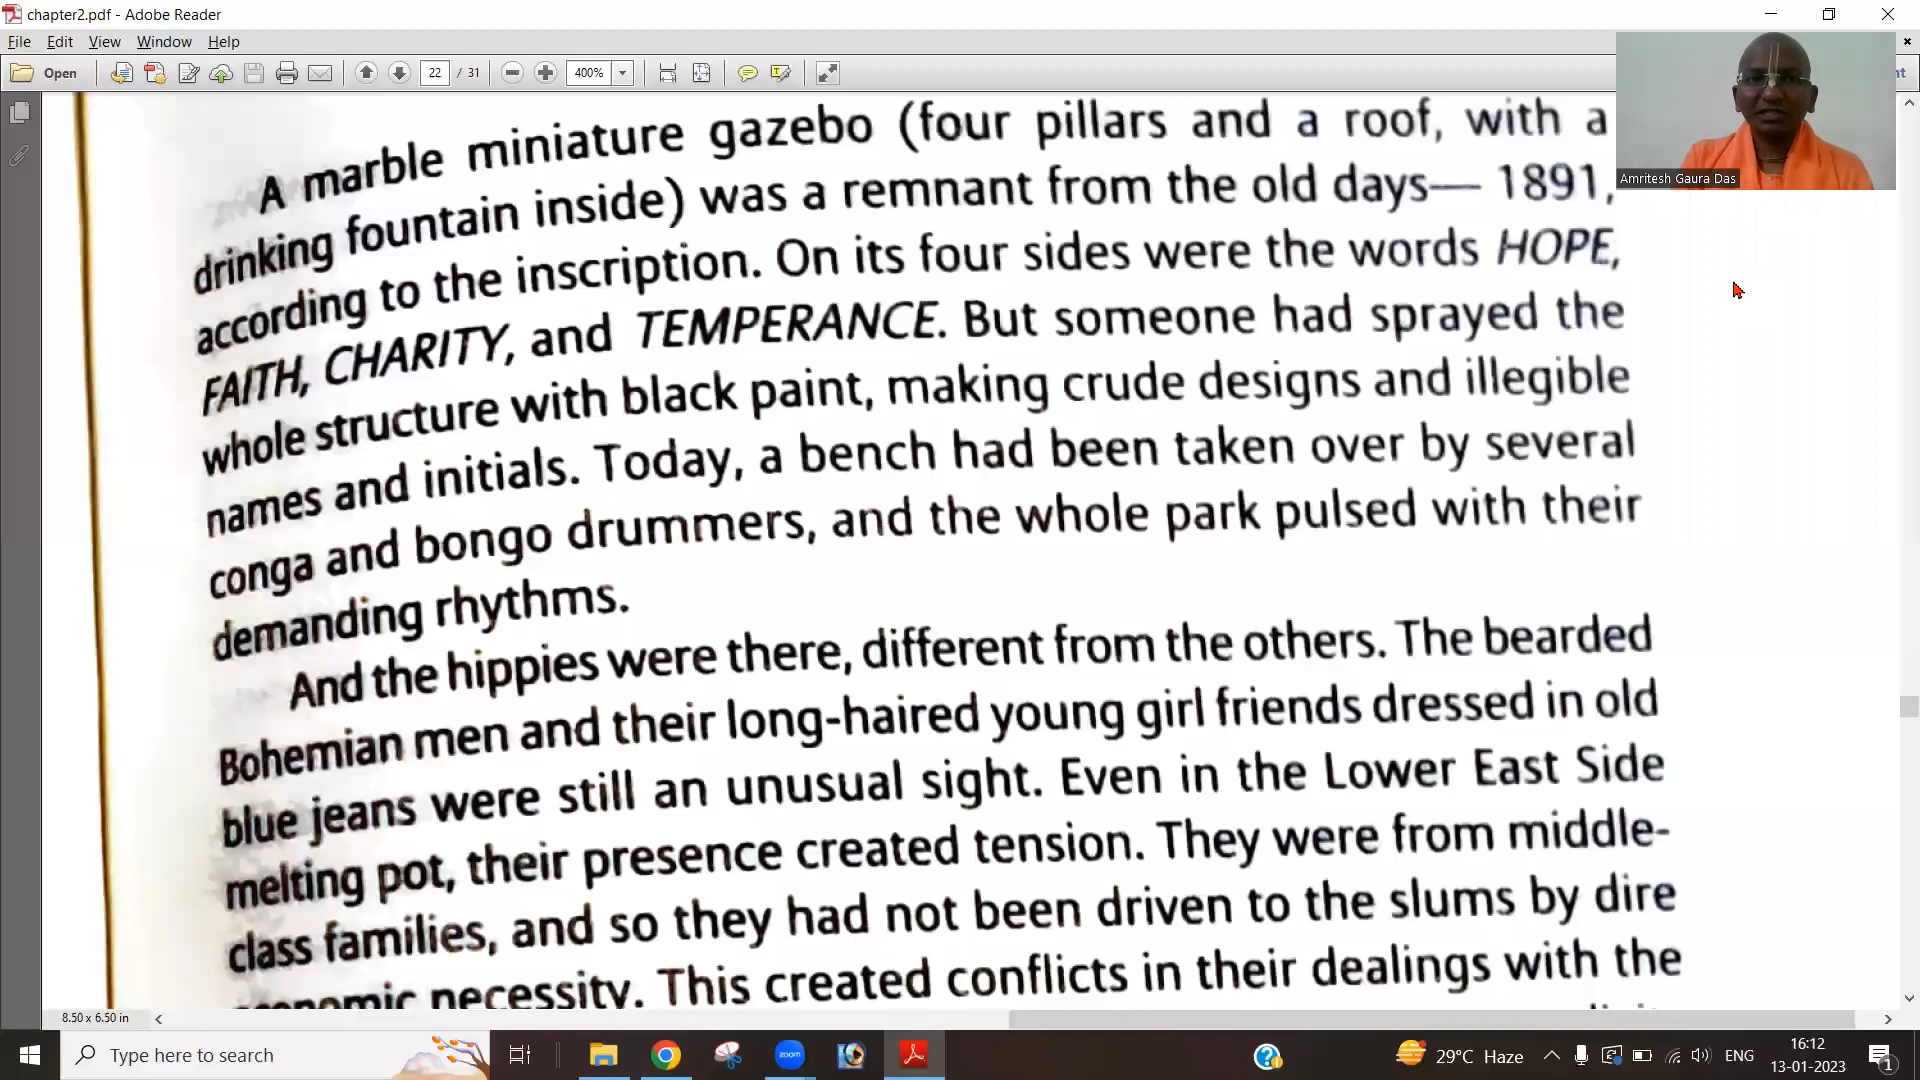 chapter2.pdf - Adobe Reader
File Edit View Window Help
Open 22 / 31 400%
A marble miniature gazebo (four pillars and a roof, with a
drinking fountain inside) was a remnant from the old days— 1891,
according to the inscription. On its four sides were the words HOPE,
FAITH, CHARITY, and TEMPERANCE. But someone had sprayed the
whole structure with black paint, making crude designs and illegible
names and initials. Today, a bench had been taken over by several
conga and bongo drummers, and the whole park pulsed with their
demanding rhythms.
And the hippies were there, different from the others. The bearded
Bohemian men and their long-haired young girl friends dressed in old
blue jeans were still an unusual sight. Even in the Lower East Side
melting pot, their presence created tension. They were from middle-
class families, and so they had not been driven to the slums by dire
economic necessity. This created conflicts in their dealings with the
Amritesh Gaura Das
8.50 x 6.50 in
Type here to search
zoom
29°C Haze
ENG
16:12
13-01-2023
1